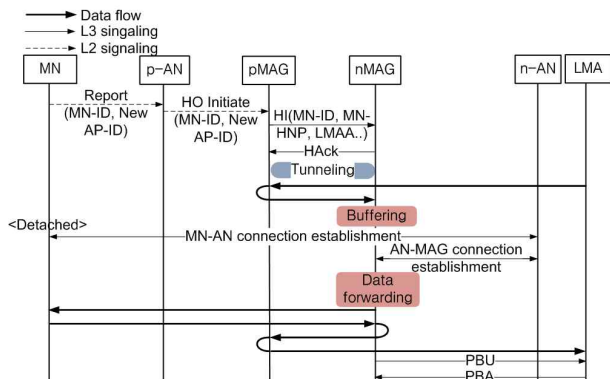 Data flow
L3 singaling
L2 signaling
MN
p-AN
pMAG
nMAG
n-AN
LMA
Report
(MN-ID, New
AP-ID)
HO Initiate
(MN-ID, New
AP-ID)
HI(MN-ID, MN-
HNP, LMAA..)
HAck
Tunneling
Buffering
<Detached>
MN-AN connection establishment
AN-MAG connection
establishment
Data
forwarding
PBU
PBA